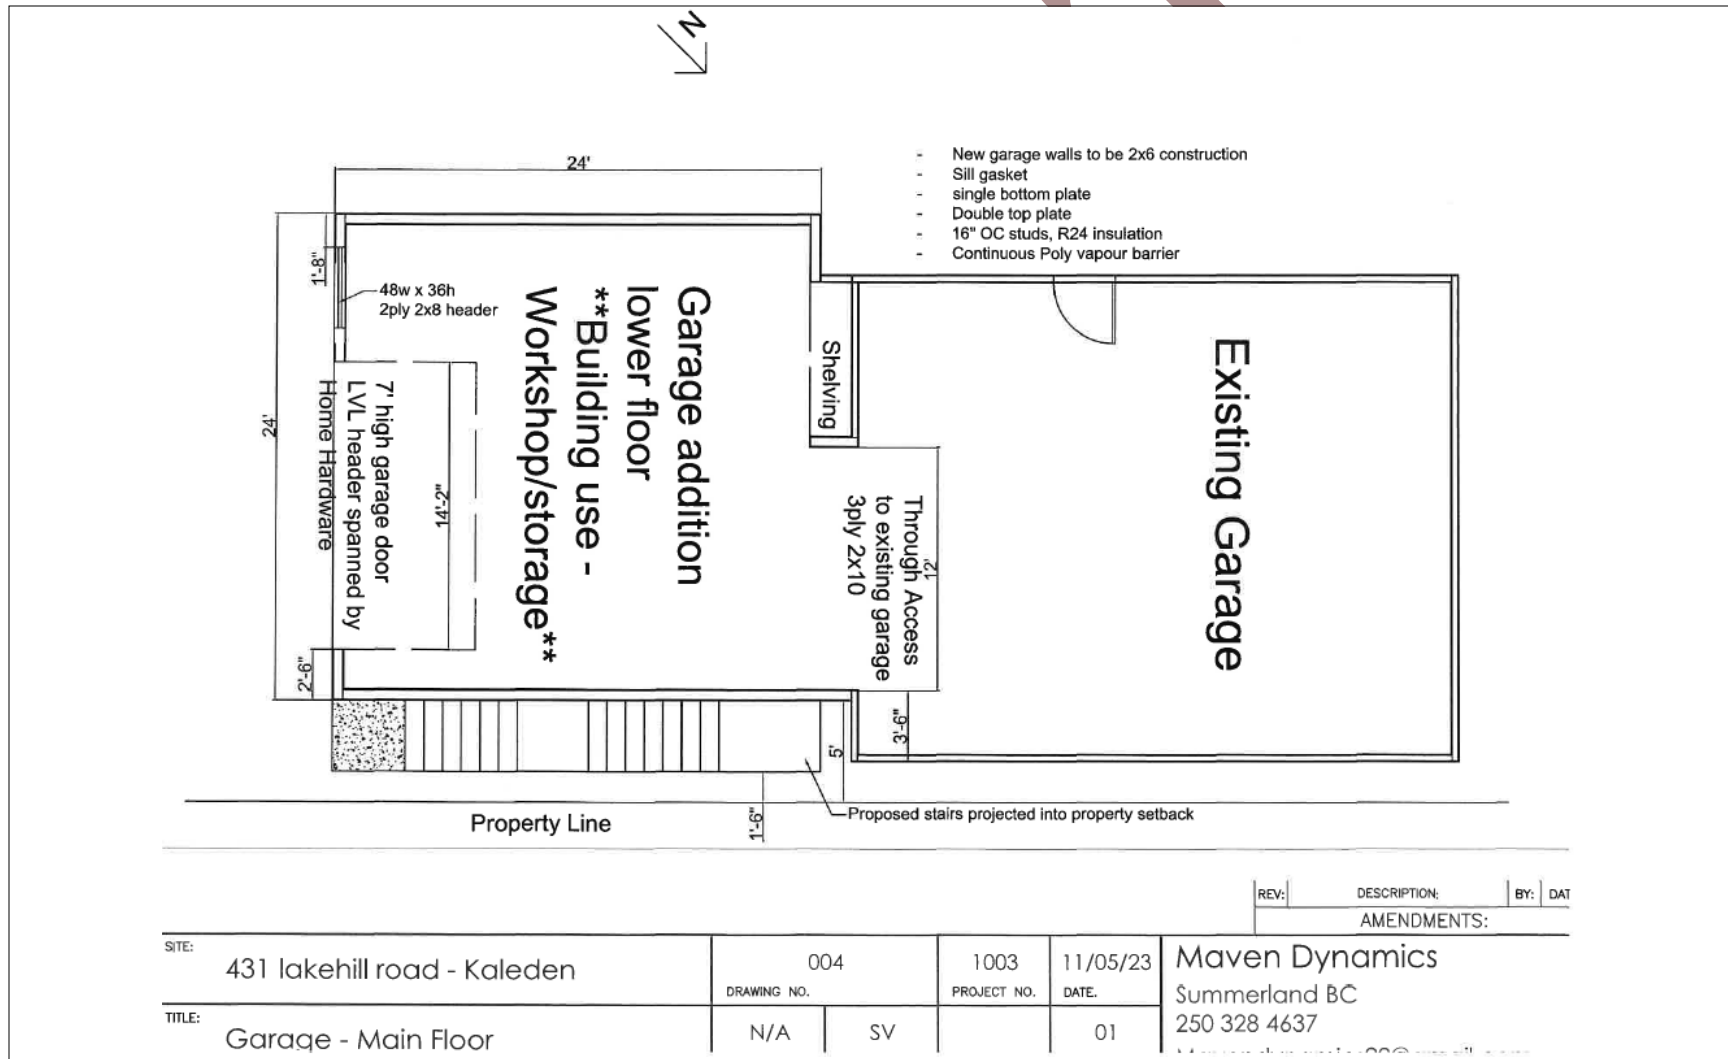 N
24'
- New garage walls to be 2x6 construction
- Sill gasket
- single bottom plate
- Double top plate
- 16" OC studs, R24 insulation
- Continuous Poly vapour barrier
1'-8"
48w x 36h
2ply 2x8 header
24'
7' high garage door
LVL header spanned by
Home Hardware
14'-2"
2'-6"
Garage addition
lower floor
**Building use -
Workshop/storage**
Shelving
Through Access
to existing garage
3ply 2x10
12'
3'-6"
Existing Garage
5'
1'-6"
Proposed stairs projected into property setback
Property Line
REV: DESCRIPTION: BY: DAT
AMENDMENTS:
SITE: 431 lakehill road - Kaleden
004
DRAWING NO.
1003
PROJECT NO.
11/05/23
DATE.
Maven Dynamics
Summerland BC
250 328 4637
TITLE: Garage - Main Floor
N/A SV 01